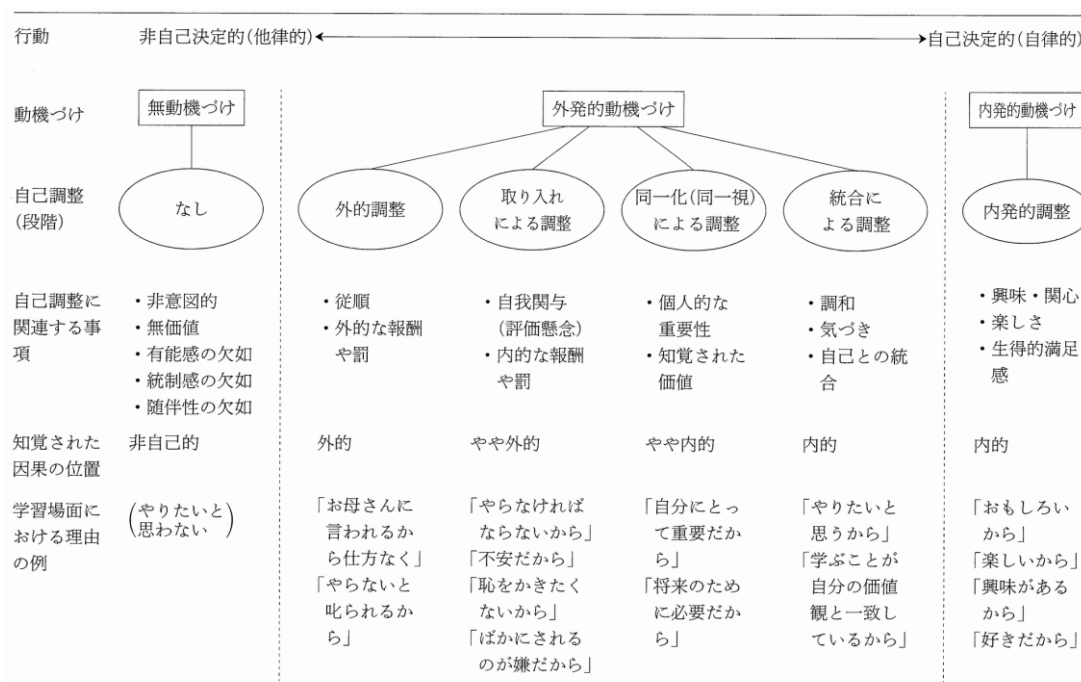 行動
非自己決定的(他律的)
自己決定的(自律的)
動機づけ
無動機づけ
外発的動機づけ
内発的動機づけ
自己調整
(段階)
なし
外的調整
取り入れ
による調整
同一化(同一視)
による調整
統合に
よる調整
内発的調整
自己調整に
関連する事
項
・非意図的
・無価値
・有能感の欠如
・統制感の欠如
・随伴性の欠如
・従順
・外的な報酬
や罰
・自我関与
(評価懸念)
・内的な報酬
や罰
・個人的な
重要性
・知覚された
価値
・調和
・気づき
・自己との統
合
・興味・関心
・楽しさ
・生得的満足
感
知覚された
因果の位置
非自己的
外的
やや外的
やや内的
内的
内的
学習場面に
おける理由
の例
(やりたいと
思わない)
「お母さんに
言われるか
ら仕方なく」
「やらないと
叱られるか
ら」
「やらなければ
ならないから」
「不安だから」
「恥をかきたく
ないから」
「ばかにされる
のが嫌だから」
「自分にとっ
て重要だか
ら」
「将来のため
に必要だか
ら」
「やりたいと
思うから」
「学ぶことが
自分の価値
観と一致し
ているから」
「おもしろい
から」
「楽しいから」
「興味がある
から」
「好きだから」